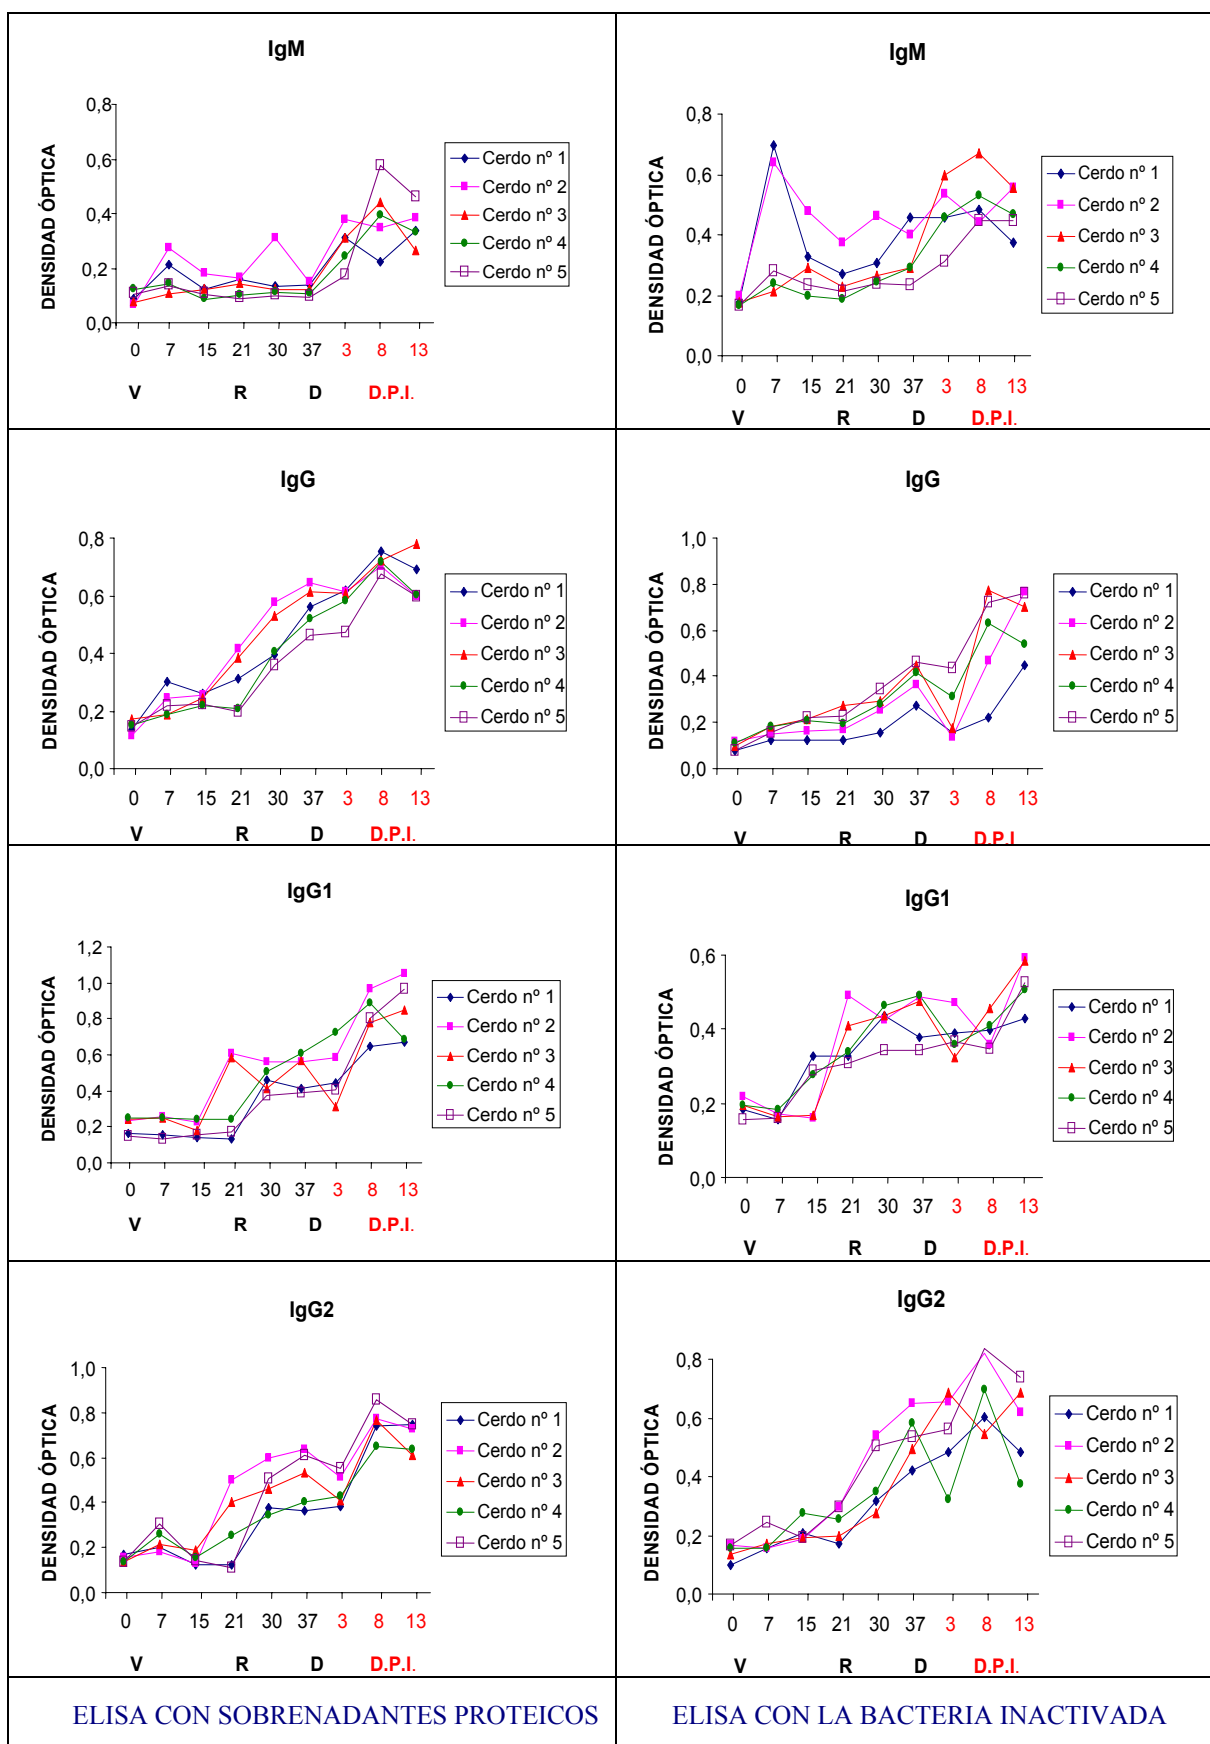 IgM
DENSIDAD ÓPTICA
0,8
0,6
0,4
0,2
0,0
0 7 15 21 30 37 3 8 13
V R D D.P.I.
Cerdo nº 1
Cerdo nº 2
Cerdo nº 3
Cerdo nº 4
Cerdo nº 5
IgM
DENSIDAD ÓPTICA
0,8
0,6
0,4
0,2
0,0
0 7 15 21 30 37 3 8 13
V R D D.P.I.
Cerdo nº 1
Cerdo nº 2
Cerdo nº 3
Cerdo nº 4
Cerdo nº 5
IgG
DENSIDAD ÓPTICA
0,8
0,6
0,4
0,2
0,0
0 7 15 21 30 37 3 8 13
V R D D.P.I.
Cerdo nº 1
Cerdo nº 2
Cerdo nº 3
Cerdo nº 4
Cerdo nº 5
IgG
DENSIDAD ÓPTICA
1,0
0,8
0,6
0,4
0,2
0,0
0 7 15 21 30 37 3 8 13
V R D D.P.I.
Cerdo nº 1
Cerdo nº 2
Cerdo nº 3
Cerdo nº 4
Cerdo nº 5
IgG1
DENSIDAD ÓPTICA
1,2
1,0
0,8
0,6
0,4
0,2
0,0
0 7 15 21 30 37 3 8 13
V R D D.P.I.
Cerdo nº 1
Cerdo nº 2
Cerdo nº 3
Cerdo nº 4
Cerdo nº 5
IgG1
DENSIDAD ÓPTICA
0,6
0,4
0,2
0,0
0 7 15 21 30 37 3 8 13
V R D D.P.I.
Cerdo nº 1
Cerdo nº 2
Cerdo nº 3
Cerdo nº 4
Cerdo nº 5
IgG2
DENSIDAD ÓPTICA
1,0
0,8
0,6
0,4
0,2
0,0
0 7 15 21 30 37 3 8 13
V R D D.P.I.
Cerdo nº 1
Cerdo nº 2
Cerdo nº 3
Cerdo nº 4
Cerdo nº 5
IgG2
DENSIDAD ÓPTICA
0,8
0,6
0,4
0,2
0,0
0 7 15 21 30 37 3 8 13
V R D D.P.I.
Cerdo nº 1
Cerdo nº 2
Cerdo nº 3
Cerdo nº 4
Cerdo nº 5
ELISA CON SOBRENADANTES PROTEICOS
ELISA CON LA BACTERIA INACTIVADA